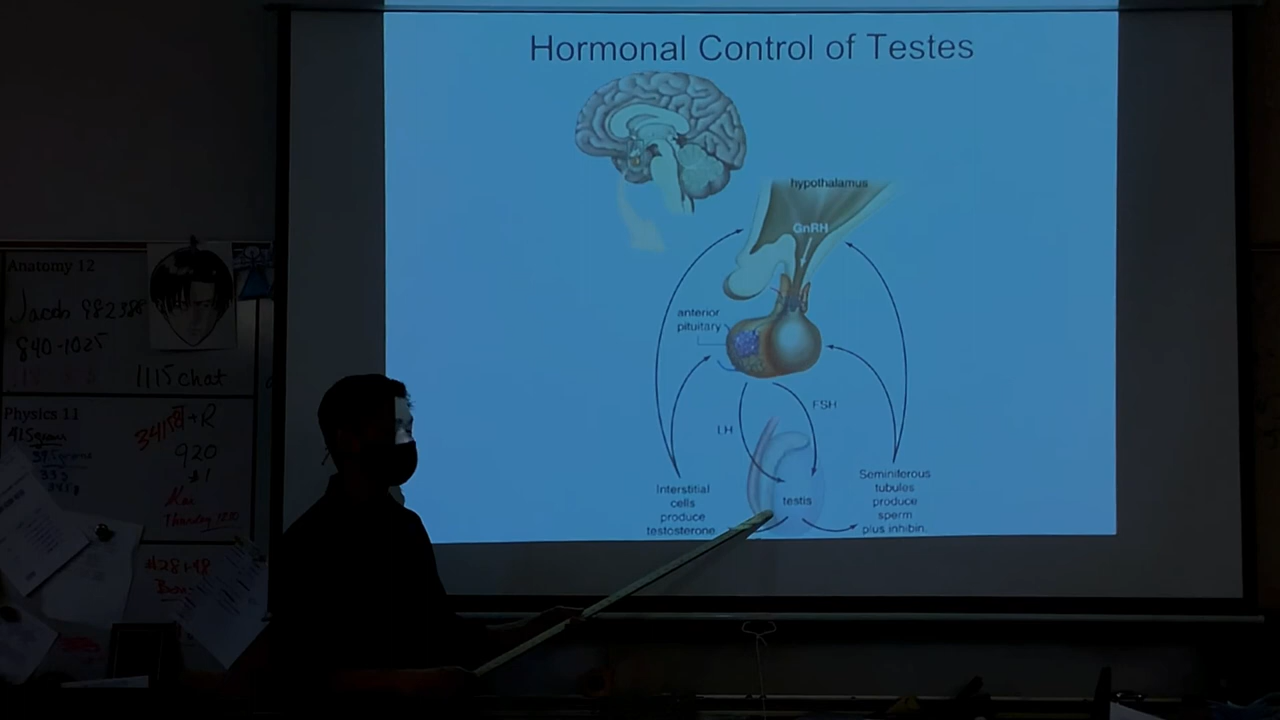 Hormonal Control of Testes
hypothalamus
GnRH
anterior
pituitary
FSH
LH
Interstitial
cells
produce
testosterone
testis
Seminiferous
tubules
produce
sperm
plus inhibin.
Anatomy 12
Jacob 982388
840-1025
1115 chat
Physics 11
920